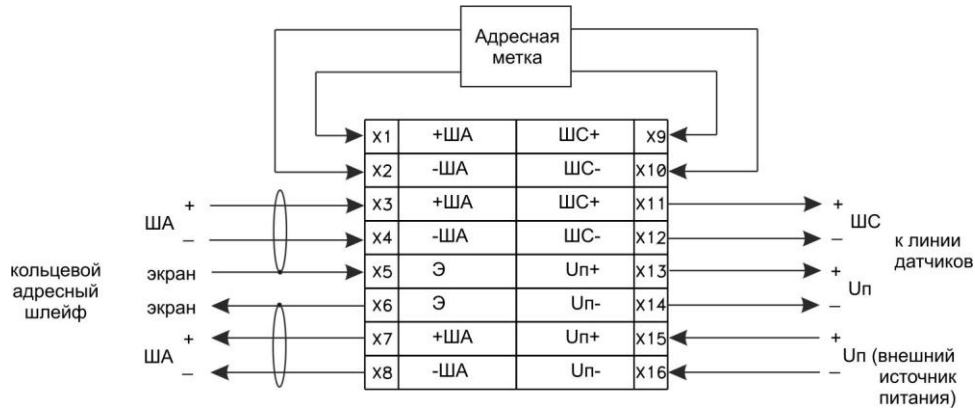 Адресная
метка
X1 +ША ШС+ X9
X2 -ША ШС- X10
+ X3 +ША ШС+ X11 +
ША ШС
– X4 -ША ШС- X12 –
к линии
датчиков
экран X5 Э Uп+ X13 +
Uп
кольцевой
адресный
шлейф
экран X6 Э Uп- X14 –
+ X7 +ША Uп+ X15 +
ША Uп (внешний
источник
питания)
– X8 -ША Uп- X16 –